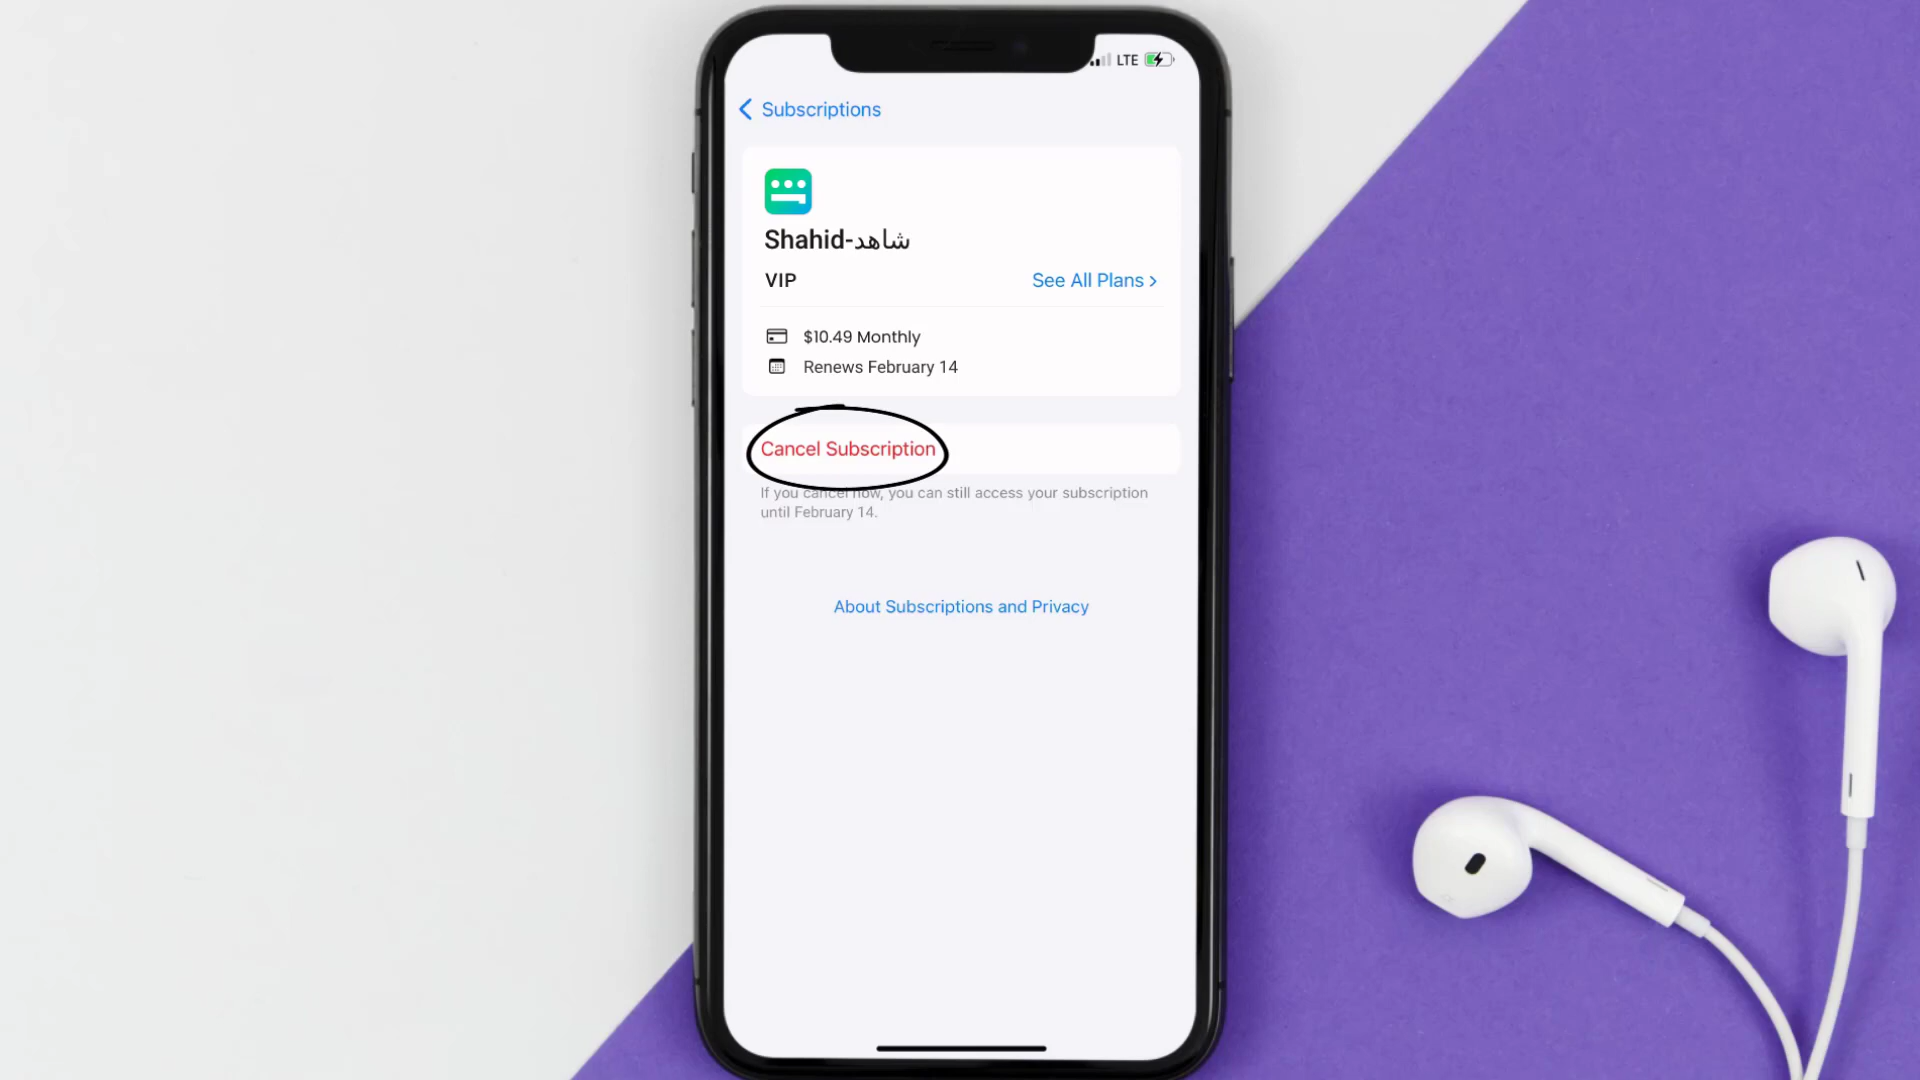 LTE
Subscriptions
Shahid-شاهد
VIP
See All Plans >
$10.49 Monthly
Renews February 14
Cancel Subscription
If you cancel now, you can still access your subscription
until February 14.
About Subscriptions and Privacy